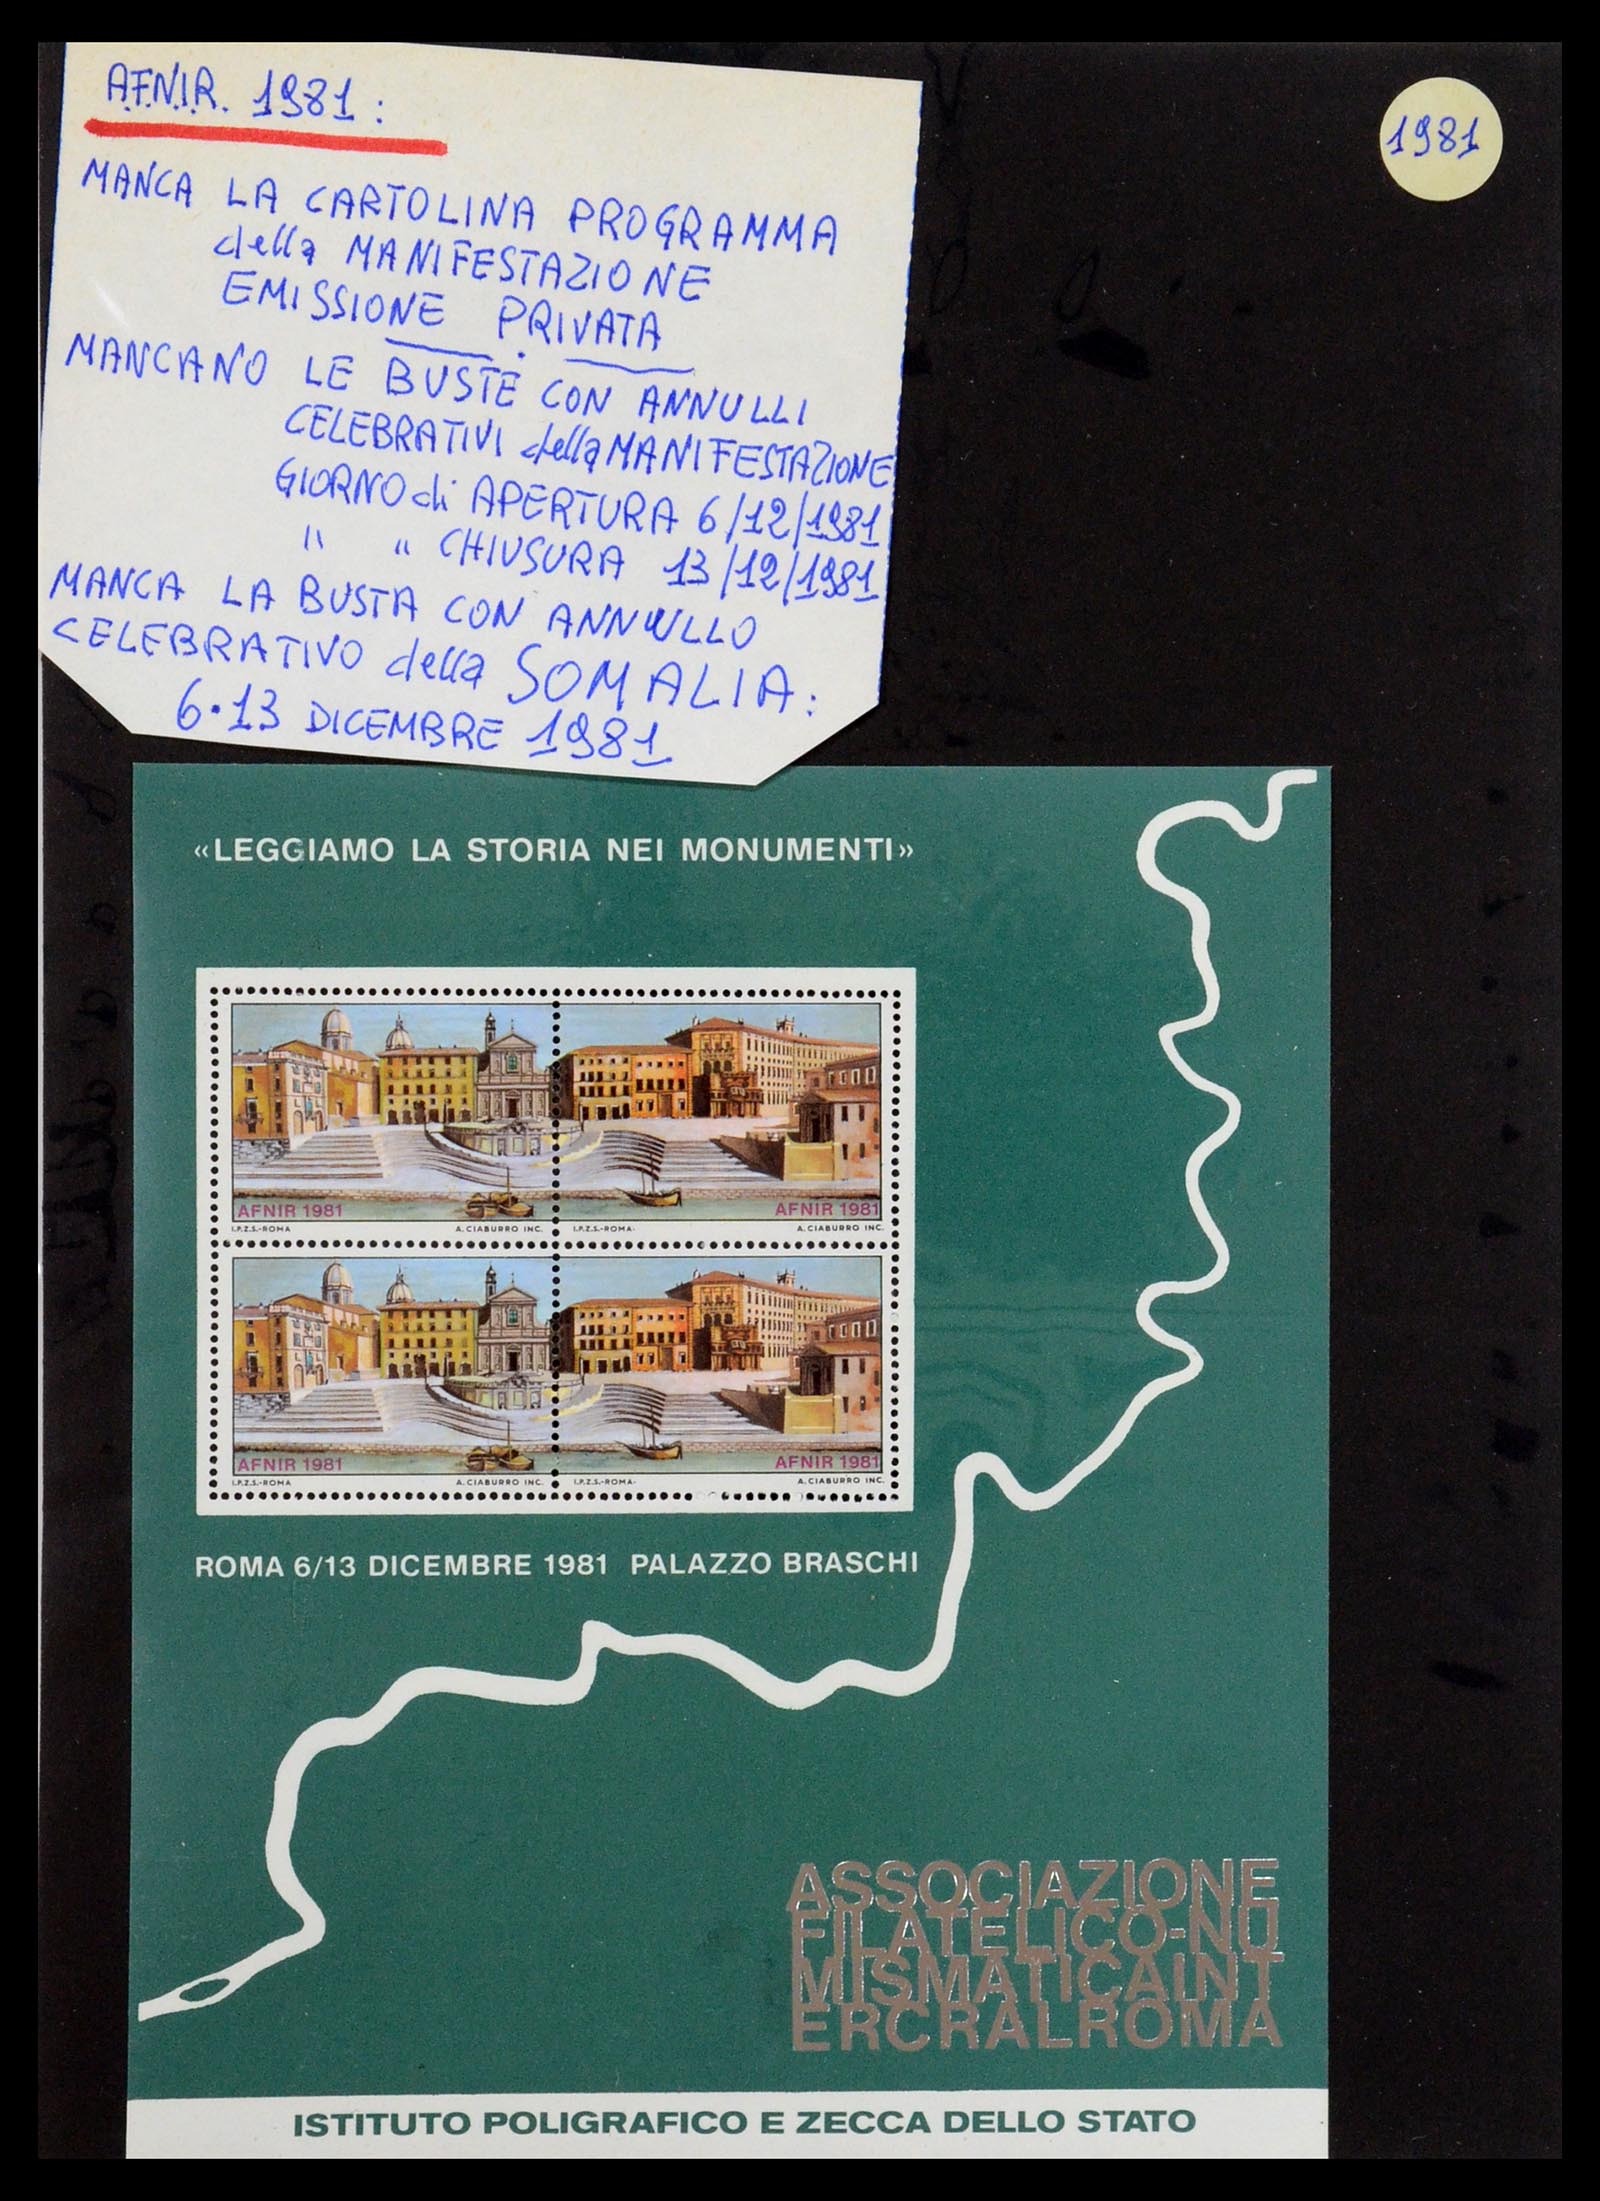 A.F.N.I.R. 1981:
1981
MANCA LA CARTOLINA PROGRAMMA
della MANIFESTAZIONE
EMISSIONE PRIVATA
MANCANO LE BUSTE CON ANNULLI
CELEBRATIVI della MANIFESTAZIONE
GIORNO di APERTURA 6/12/1981
" " CHIUSURA 13/12/1981
MANCA LA BUSTA CON ANNULLO
CELEBRATIVO della SOMALIA:
6·13 DICEMBRE 1981
«LEGGIAMO LA STORIA NEI MONUMENTI»
AFNIR 1981 AFNIR 1981
I.P.Z.S.-ROMA A. CIABURRO INC. I.P.Z.S.-ROMA- A. CIABURRO INC.
AFNIR 1981 AFNIR 1981
I.P.Z.S.-ROMA A. CIABURRO INC. I.P.Z.S.-ROMA- A. CIABURRO INC.
ROMA 6/13 DICEMBRE 1981 PALAZZO BRASCHI
ASSOCIAZIONE
FILATELICO-NU
MISMATICAINT
ERCRALROMA
ISTITUTO POLIGRAFICO E ZECCA DELLO STATO